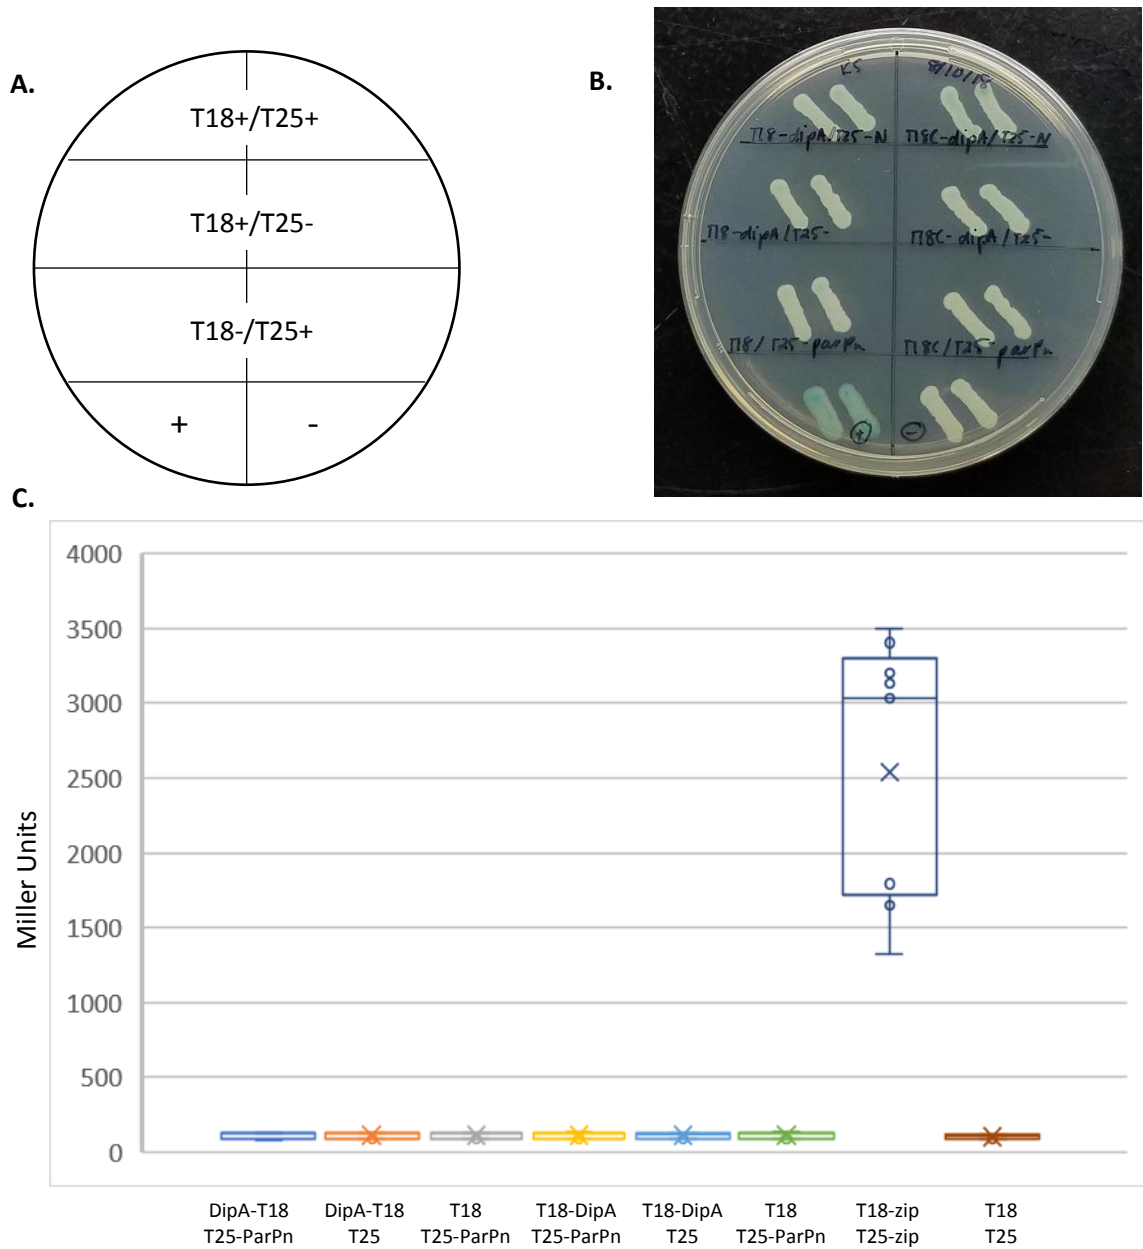 A.
T18+/T25+
T18+/T25-
T18-/T25+
+
-
B.
KS
8/10/18
T18-dipA/T25-N
T18C-dipA/T25-N
T18-dipA/T25-
T18C-dipA/T25-
T18/T25-parPn
T18C/T25-parPn
+
-
C.
Miller Units
4000
3500
3000
2500
2000
1500
1000
500
0
DipA-T18 DipA-T18 T18 T18-DipA T18-DipA T18 T18-zip T18
T25-ParPn T25 T25-ParPn T25-ParPn T25 T25-ParPn T25-zip T25